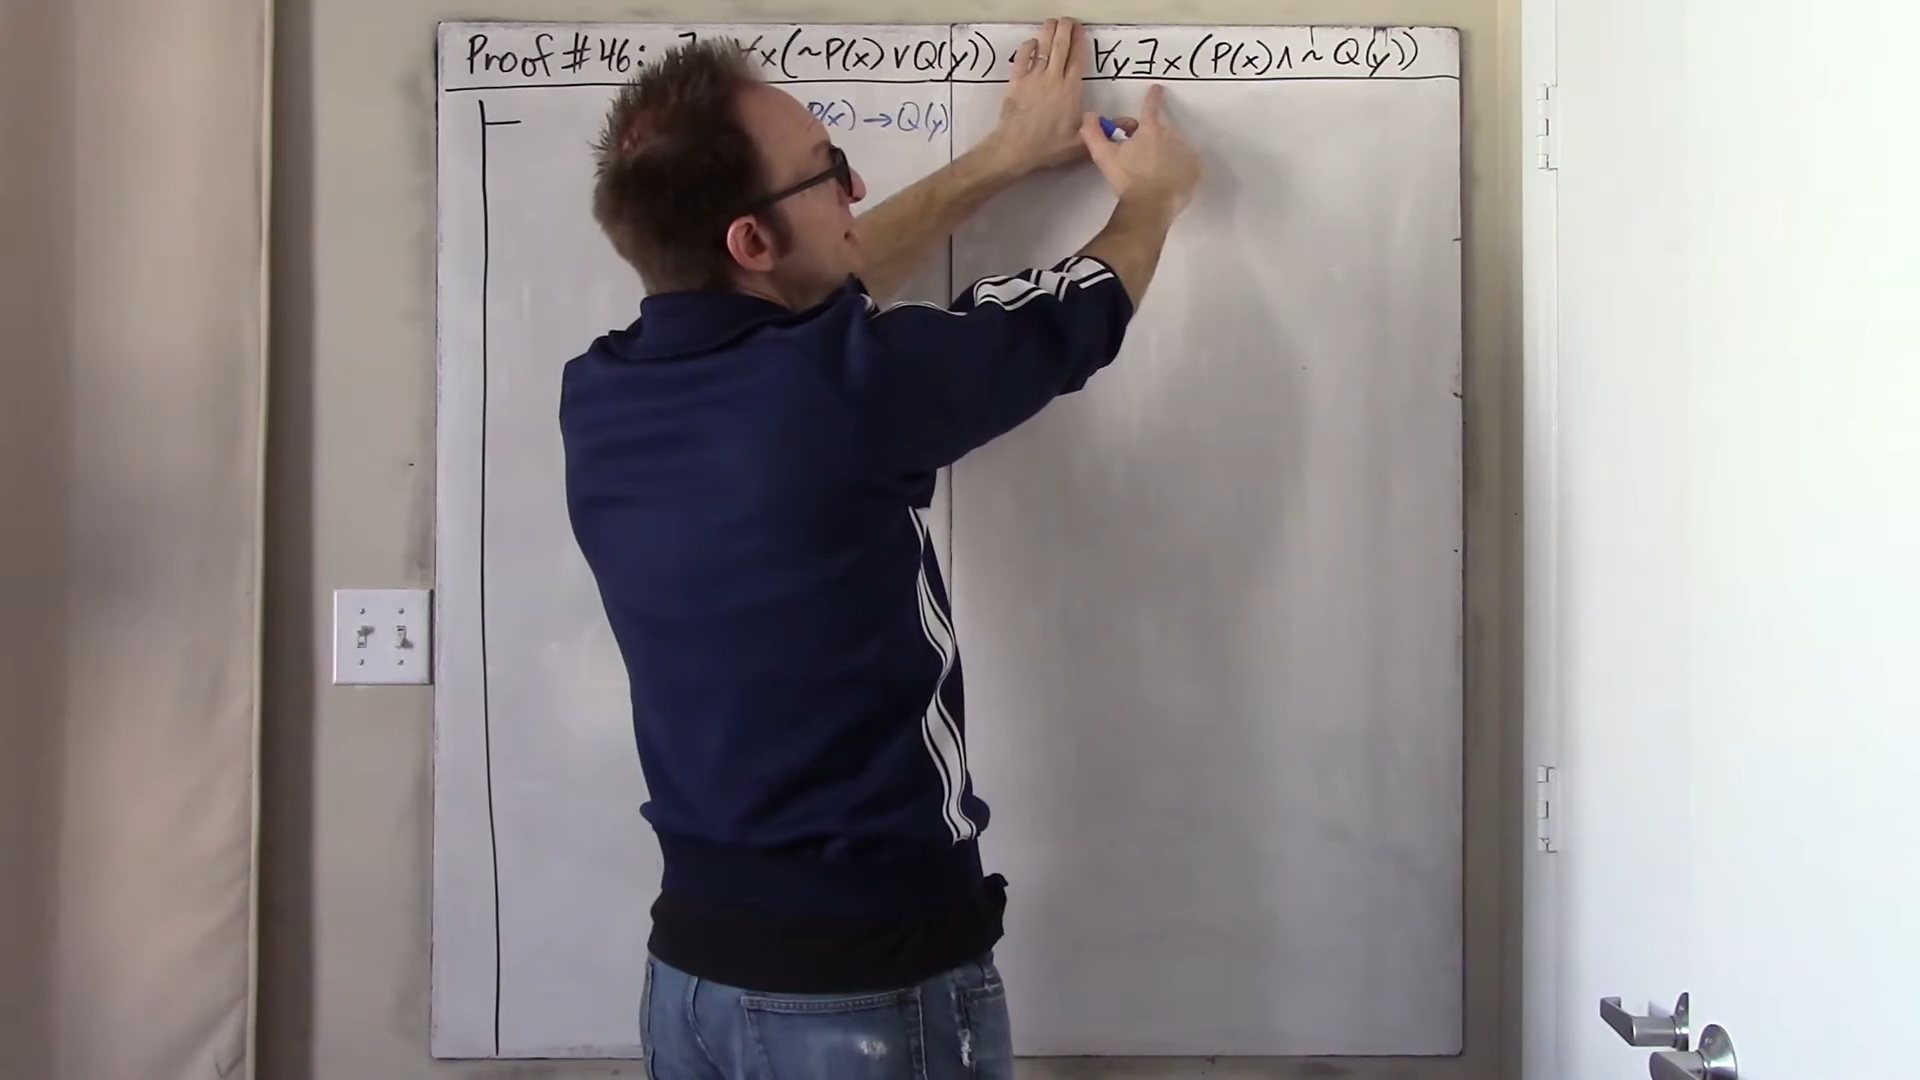 Proof #46: ∃ ∀x(~P(x) ∨ Q(y)) ∀y∃x(P(x) ∧ ~Q(y))
P(x) → Q(y)